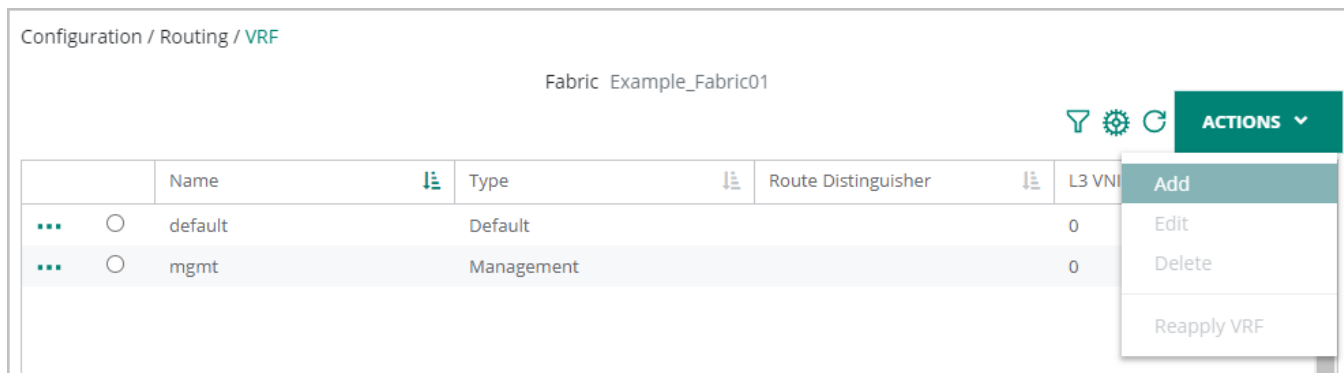 Configuration / Routing / VRF
Fabric Example_Fabric01
ACTIONS
Name Type Route Distinguisher L3 VNI
Add
default Default 0
Edit
mgmt Management 0
Delete
Reapply VRF